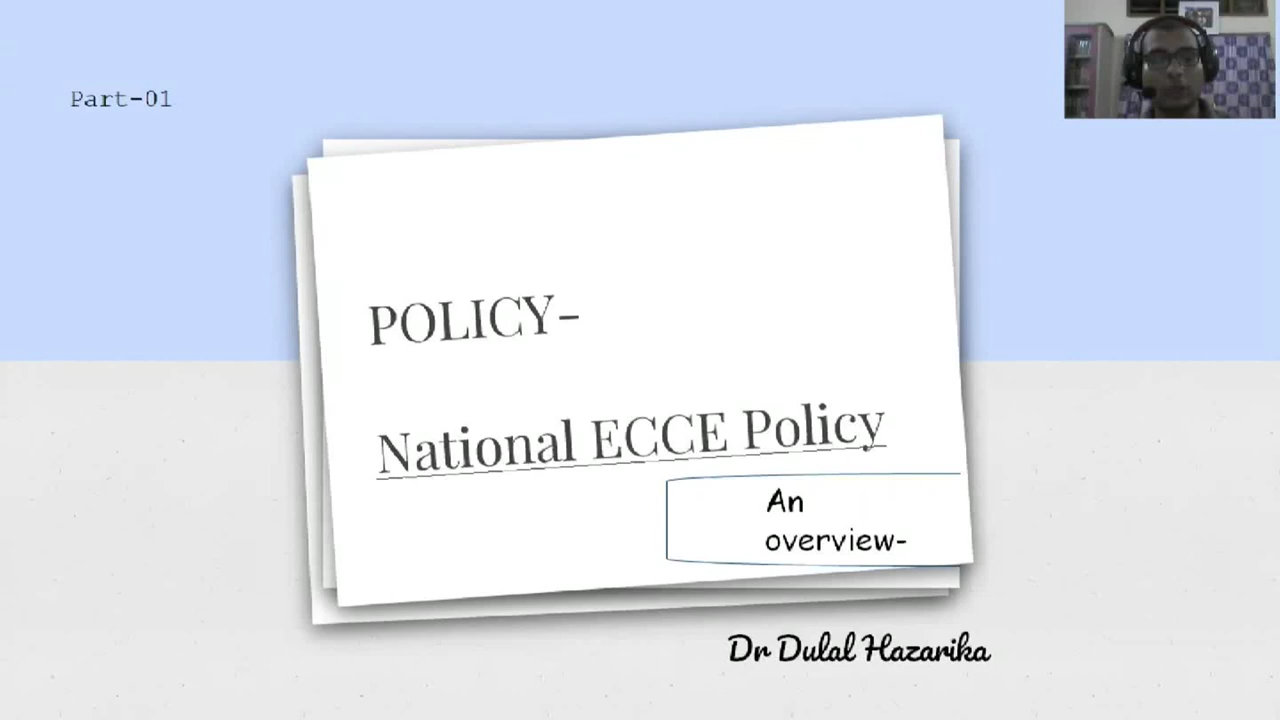 Part-01
POLICY-
National ECCE Policy
An
overview-
Dr Dulal Hazarika